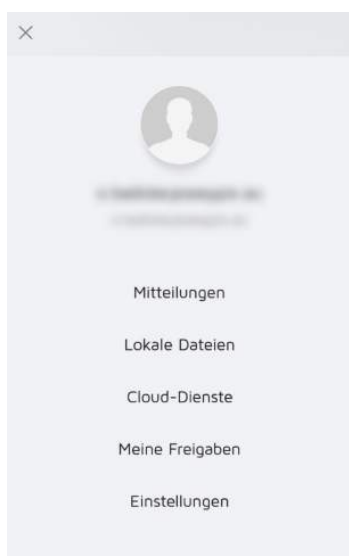 Mitteilungen
Lokale Dateien
Cloud-Dienste
Meine Freigaben
Einstellungen